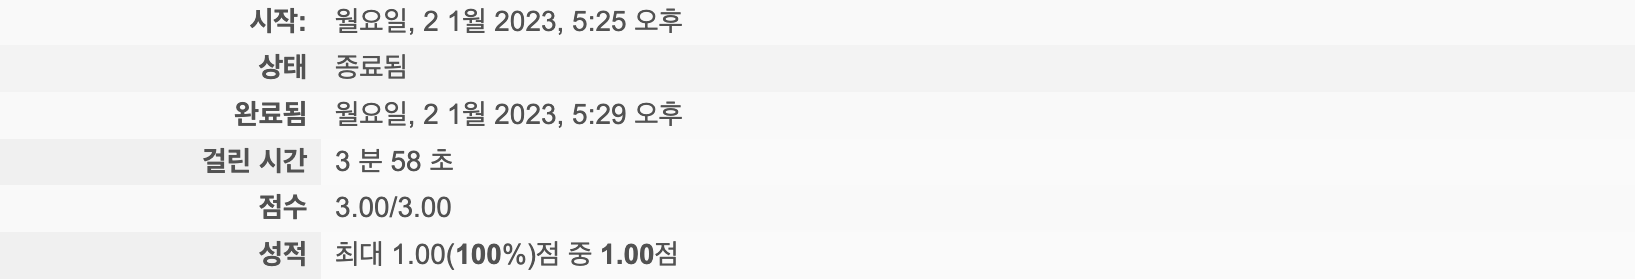 시작: 월요일, 2 1월 2023, 5:25 오후
상태 종료됨
완료됨 월요일, 2 1월 2023, 5:29 오후
걸린 시간 3 분 58 초
점수 3.00/3.00
성적 최대 1.00(100%)점 중 1.00점